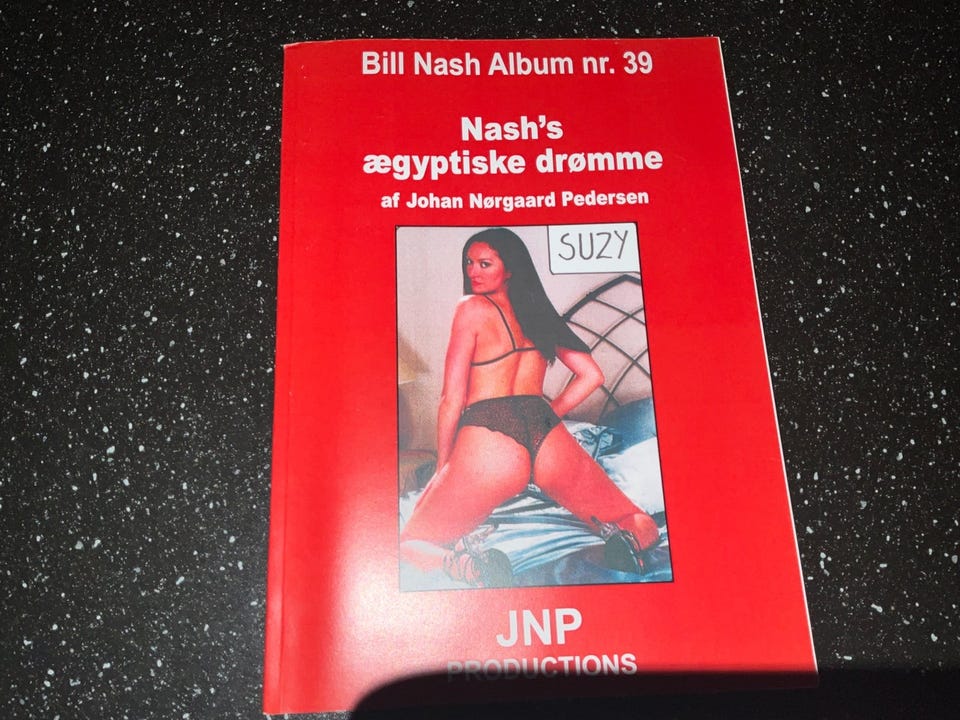 Bill Nash Album nr. 39
Nash's
ægyptiske drømme
af Johan Nørgaard Pedersen
SUZY
JNP
PRODUCTIONS